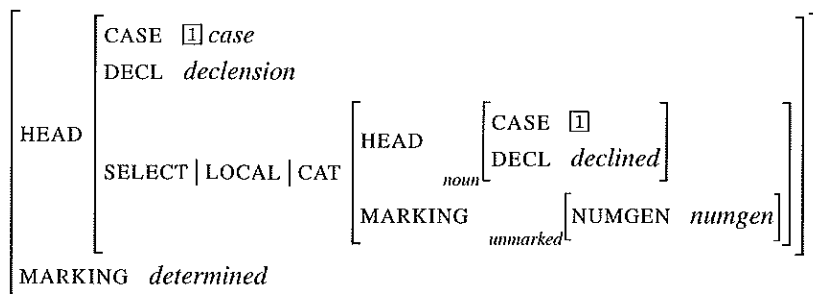 CASE 1 case
DECL declension
HEAD
SELECT | LOCAL | CAT
HEAD
noun
CASE 1
DECL declined
MARKING
unmarked
NUMGEN numgen
MARKING determined